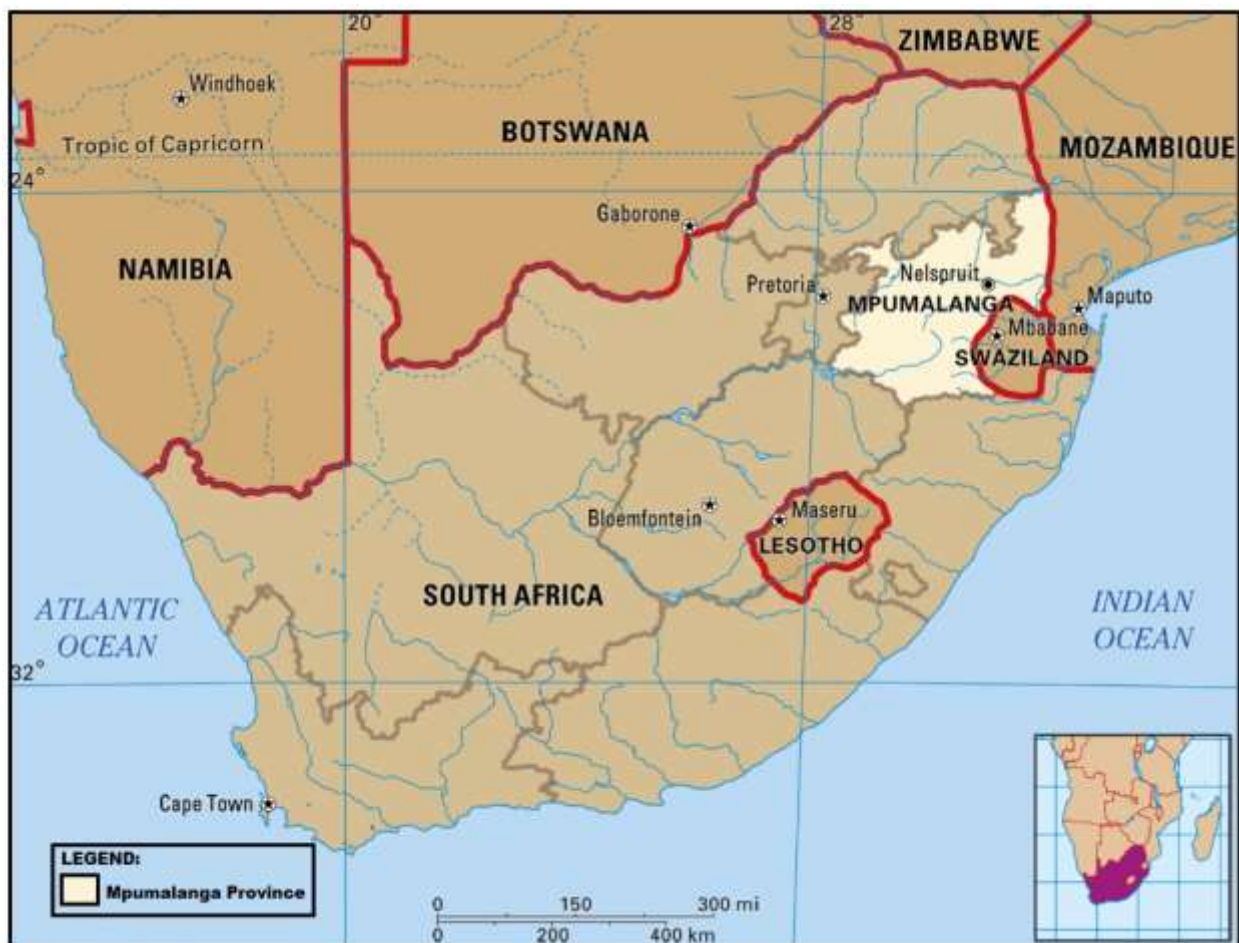 20°
28°
ZIMBABWE
Windhoek
BOTSWANA
Tropic of Capricorn
MOZAMBIQUE
24°
Gaborone
NAMIBIA
Pretoria
Nelspruit
MPUMALANGA
Maputo
Mbabane
SWAZILAND
Bloemfontein
Maseru
LESOTHO
SOUTH AFRICA
ATLANTIC
OCEAN
INDIAN
OCEAN
32°
Cape Town
LEGEND:
Mpumalanga Province
0 150 300 mi
0 200 400 km